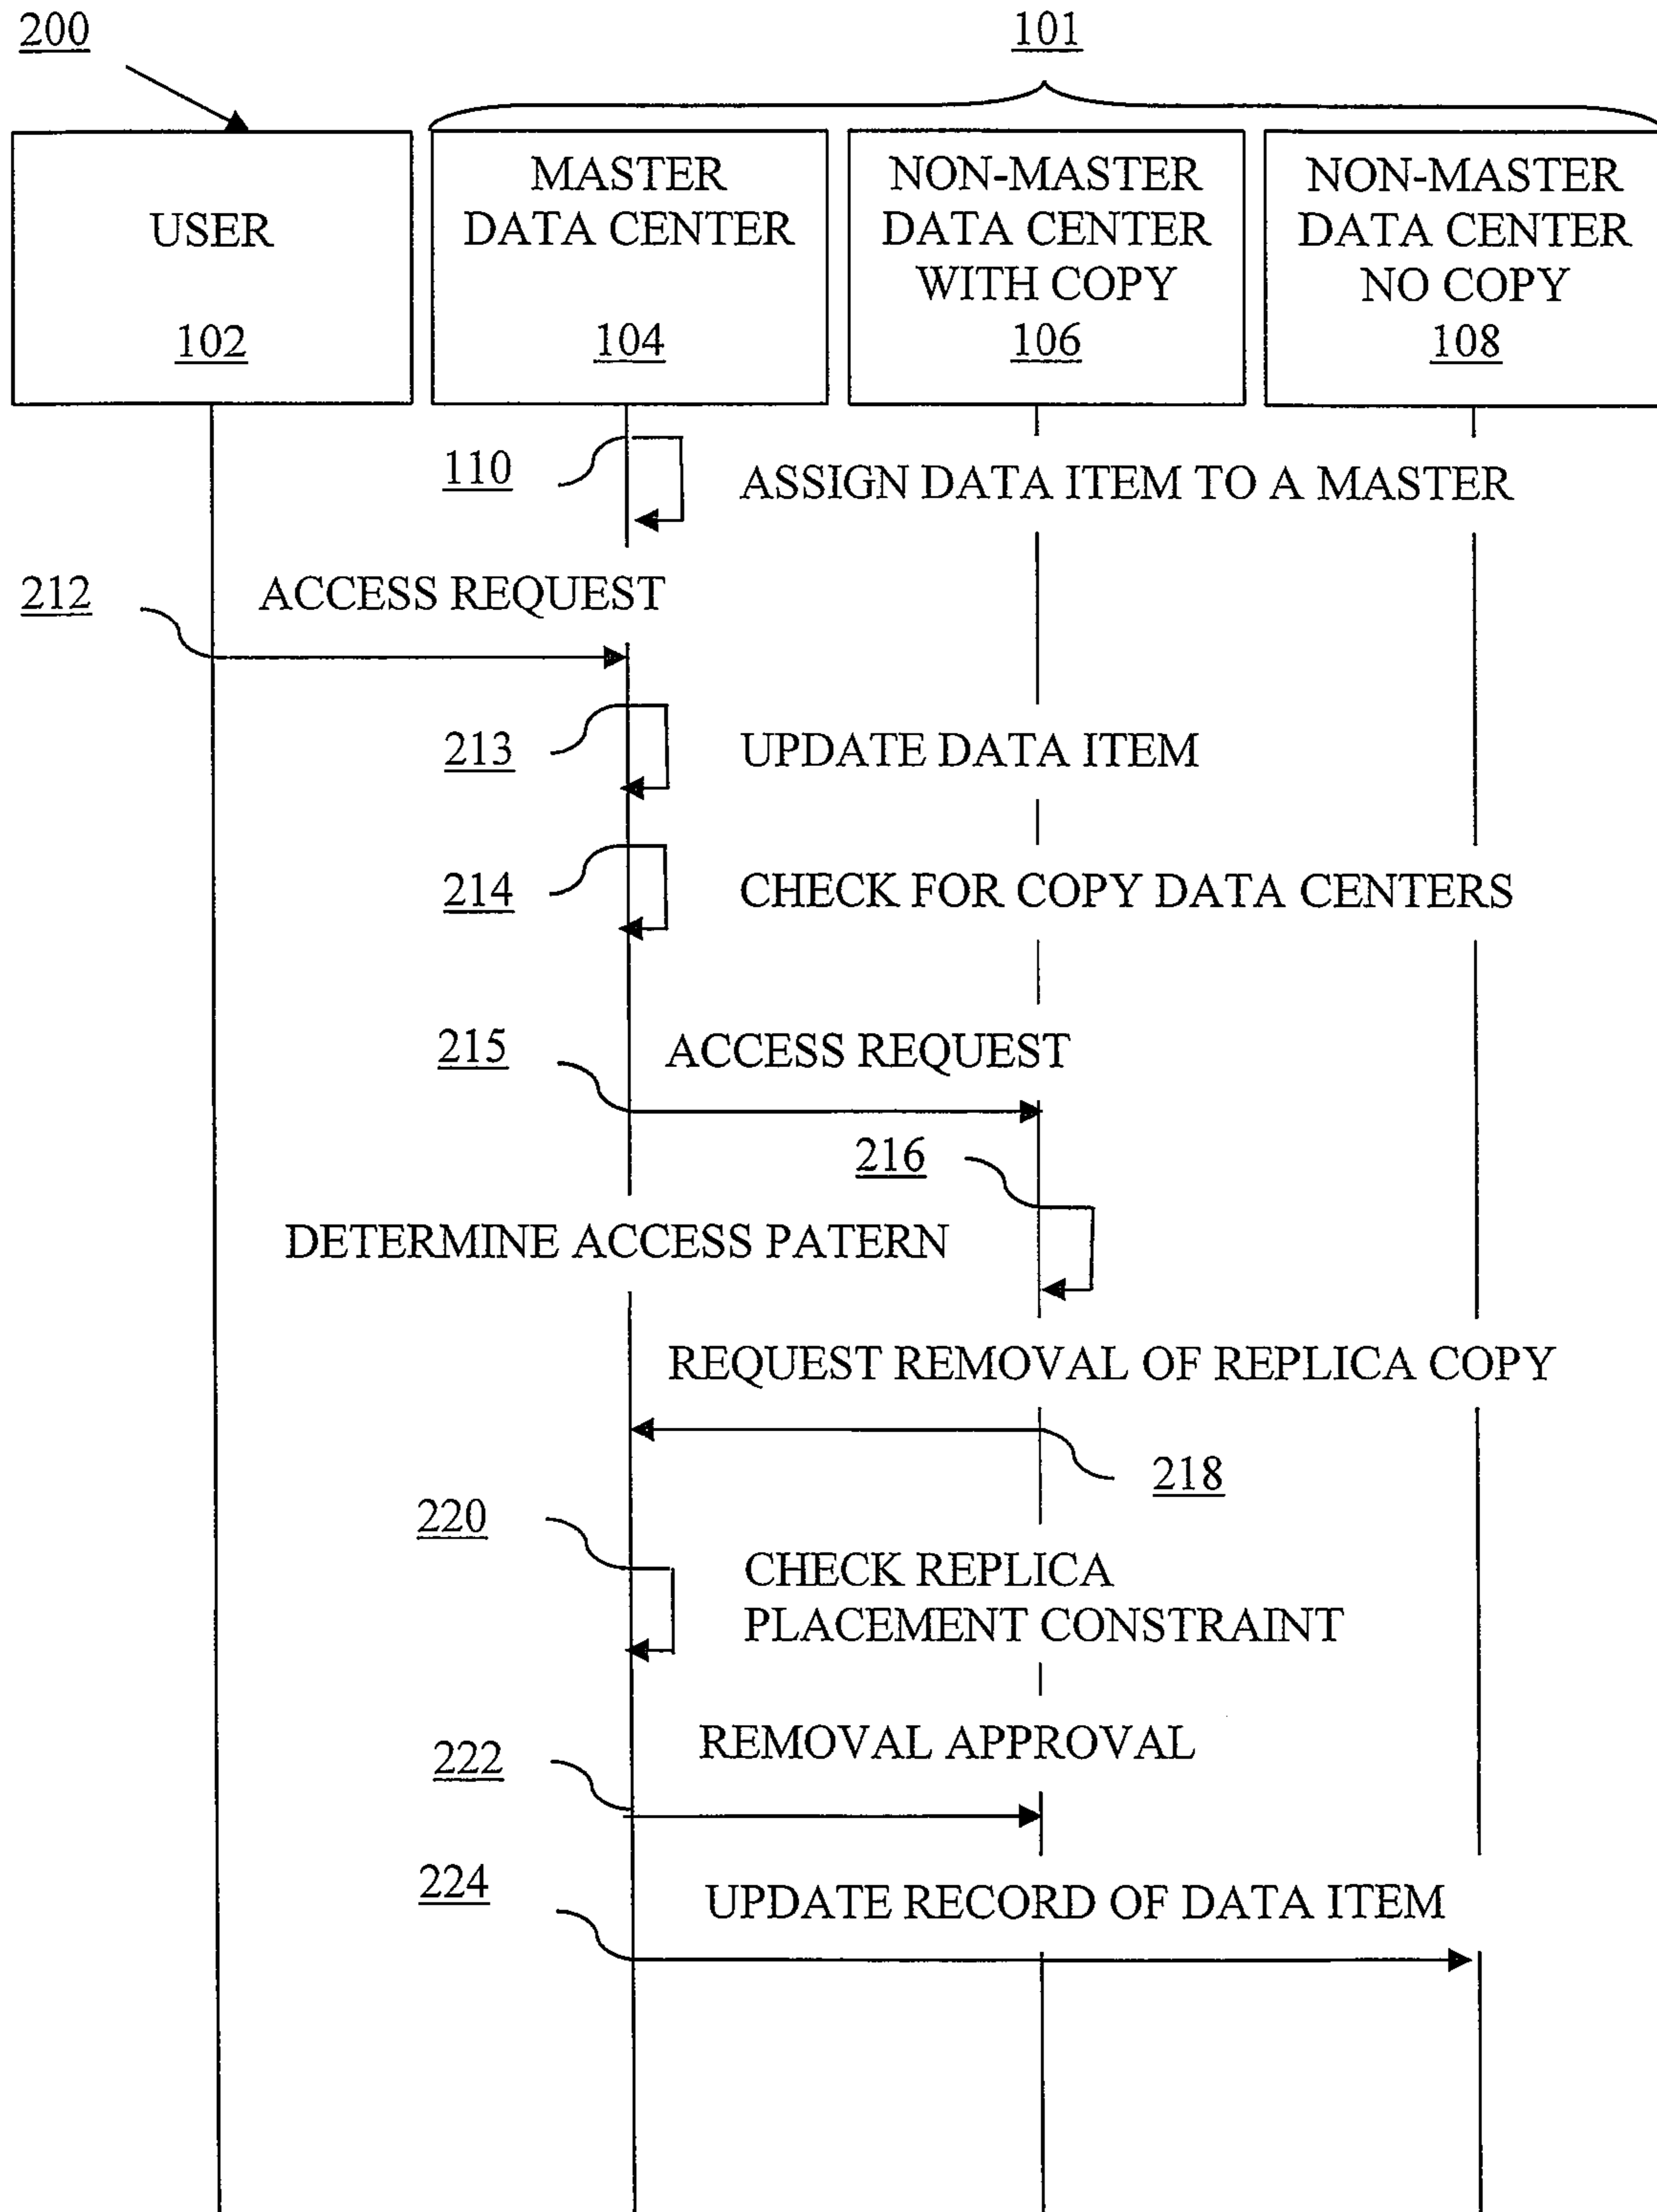 200
101
USER
102
MASTER
DATA CENTER
104
NON-MASTER
DATA CENTER
WITH COPY
106
NON-MASTER
DATA CENTER
NO COPY
108
110
ASSIGN DATA ITEM TO A MASTER
212
ACCESS REQUEST
213
UPDATE DATA ITEM
214
CHECK FOR COPY DATA CENTERS
215
ACCESS REQUEST
216
DETERMINE ACCESS PATERN
REQUEST REMOVAL OF REPLICA COPY
218
220
CHECK REPLICA
PLACEMENT CONSTRAINT
REMOVAL APPROVAL
222
224
UPDATE RECORD OF DATA ITEM